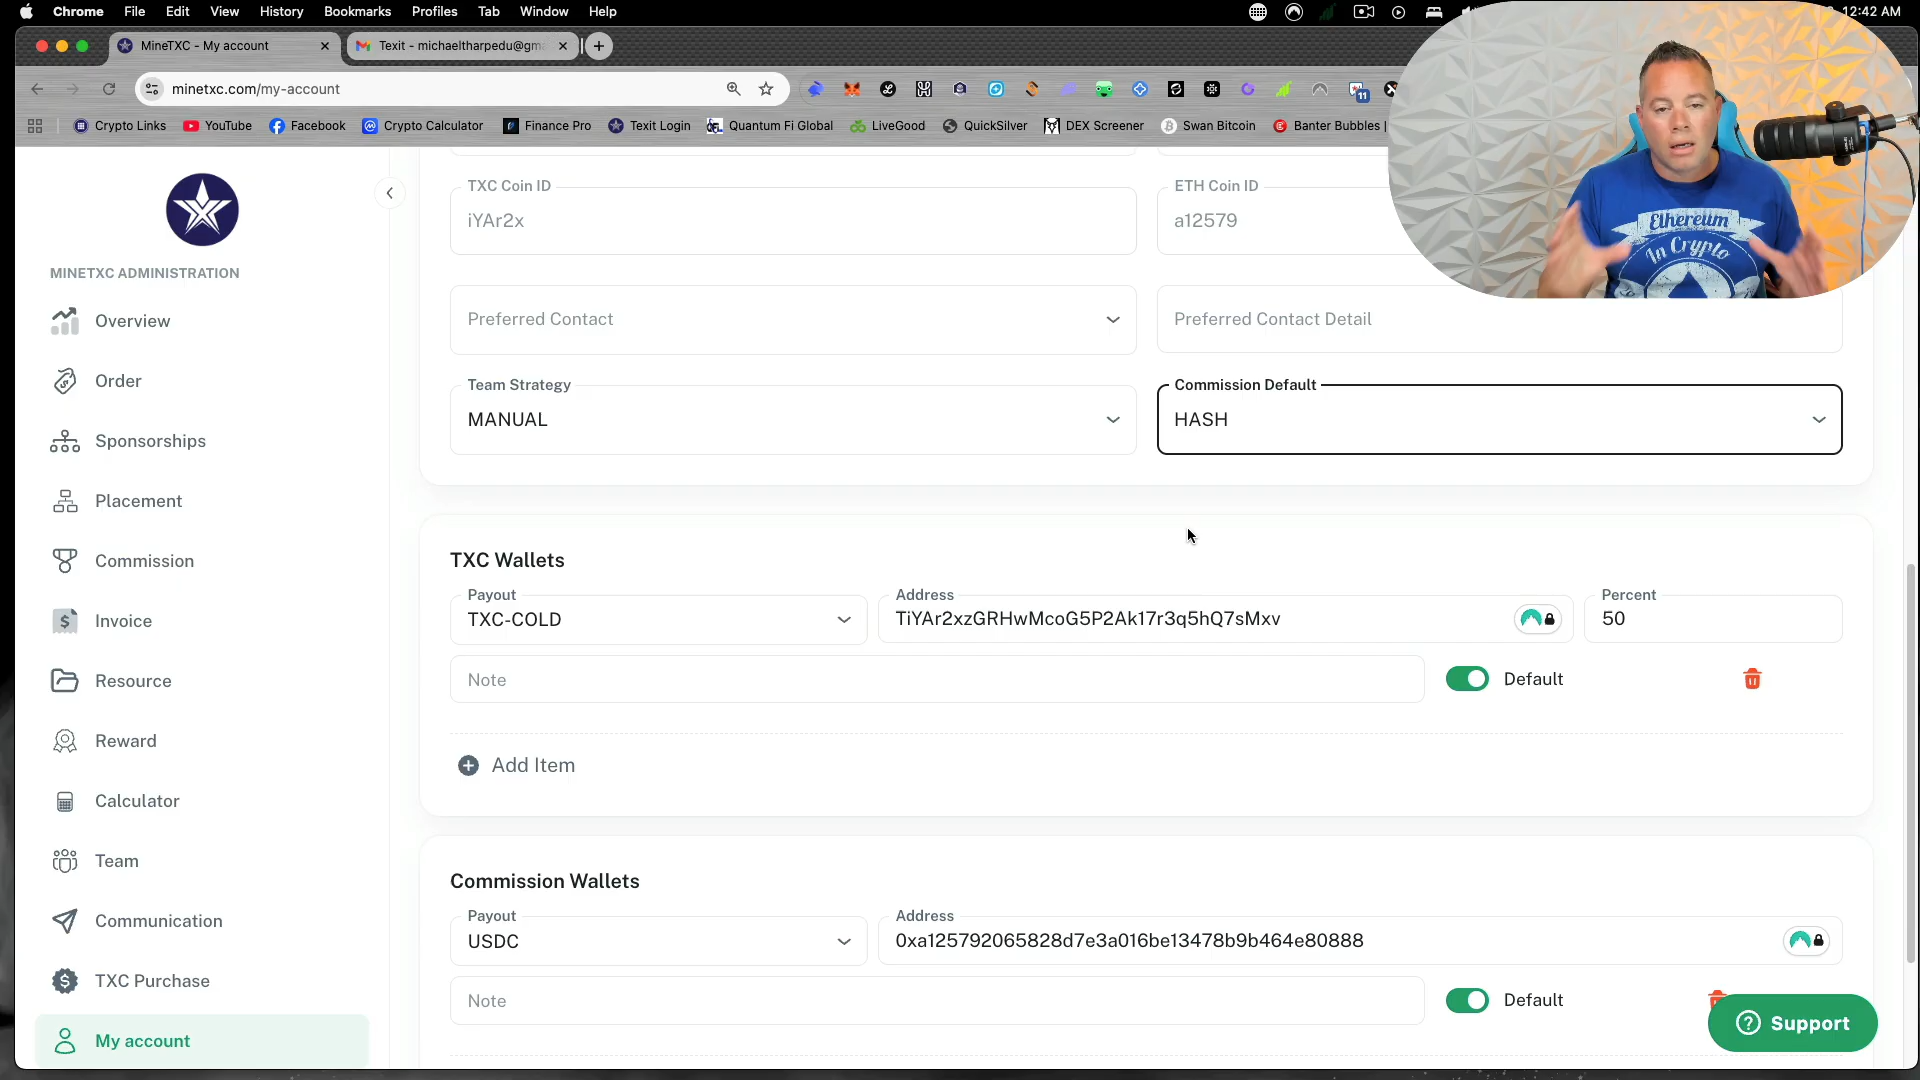 Chrome File Edit View History Bookmarks Profiles Tab Window Help 12:42 AM
MineTXC - My account Texit - michaeltharpedu@gm
minetxc.com/my-account 11
Crypto Links YouTube Facebook Crypto Calculator Finance Pro Texit Login Quantum Fi Global LiveGood QuickSilver DEX Screener Swan Bitcoin Banter Bubbles |
Ethereum
In Crypto
MINETXC ADMINISTRATION
Overview
Order
Sponsorships
Placement
Commission
Invoice
Resource
Reward
Calculator
Team
Communication
TXC Purchase
My account
TXC Coin ID
iYAr2x
ETH Coin ID
a12579
Preferred Contact
Preferred Contact Detail
Team Strategy
MANUAL
Commission Default
HASH
TXC Wallets
Payout
TXC-COLD
Address
TiYAr2xzGRHwMcoG5P2Ak17r3q5hQ7sMxv
Percent
50
Note
Default
Add Item
Commission Wallets
Payout
USDC
Address
0xa125792065828d7e3a016be13478b9b464e80888
Note
Default
Support